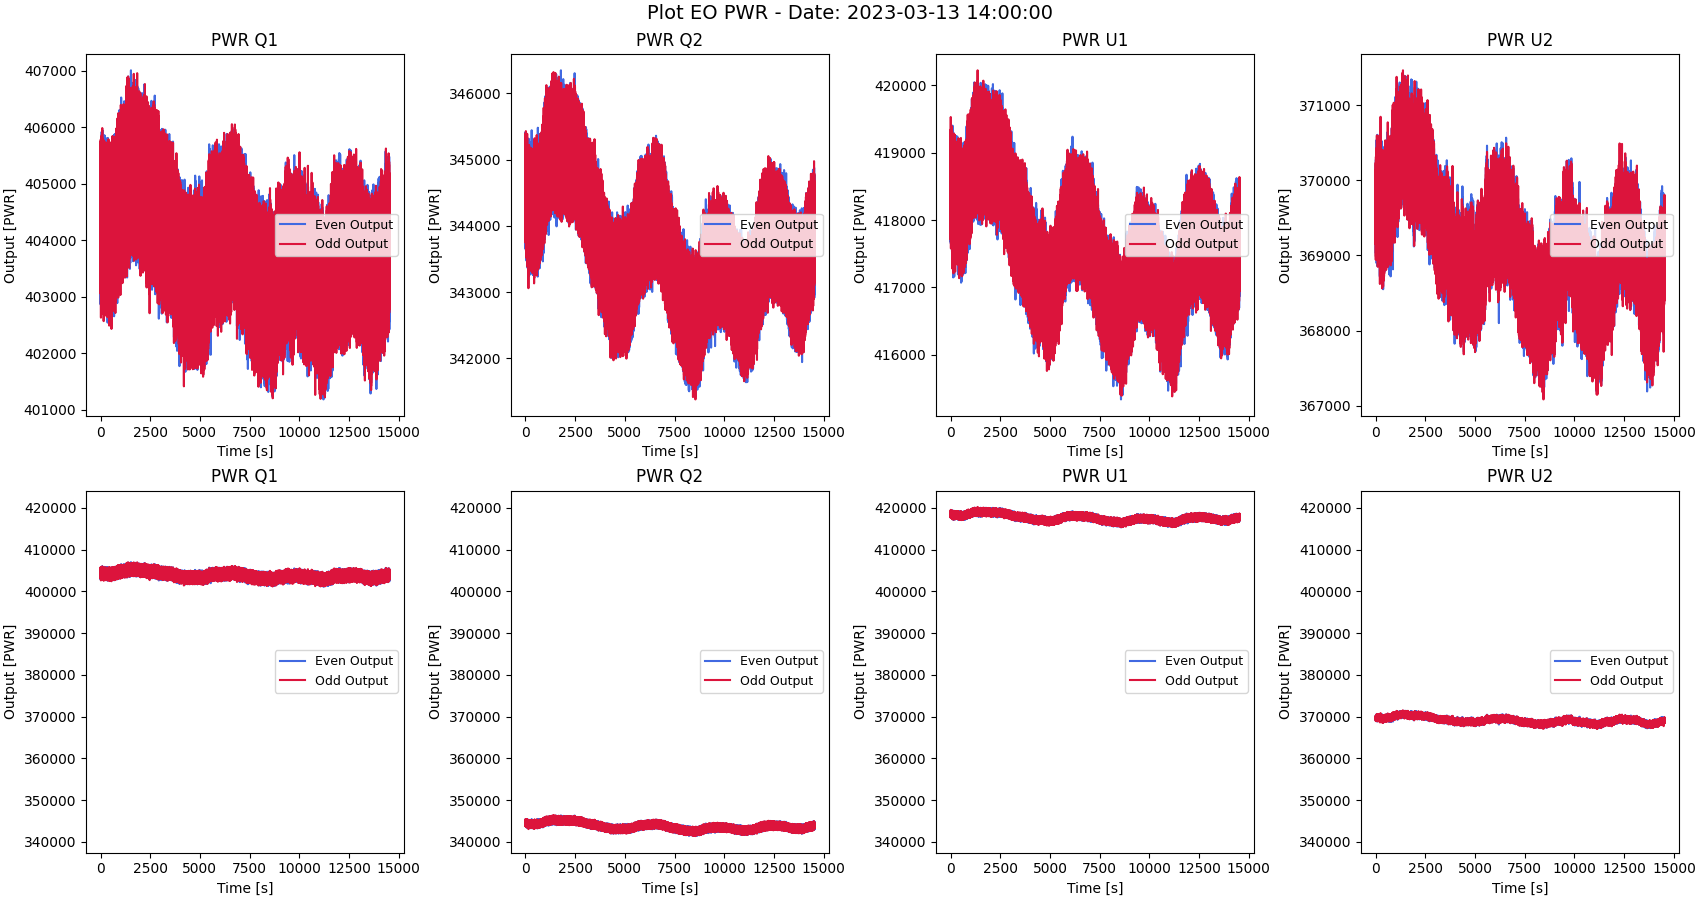 Plot EO PWR - Date: 2023-03-13 14:00:00
PWR Q1
407000
406000
405000
404000
403000
402000
401000
Output [PWR]
Even Output
Odd Output
0 2500 5000 7500 10000 12500 15000
Time [s]
PWR Q2
346000
345000
344000
343000
342000
Output [PWR]
Even Output
Odd Output
0 2500 5000 7500 10000 12500 15000
Time [s]
PWR U1
420000
419000
418000
417000
416000
Output [PWR]
Even Output
Odd Output
0 2500 5000 7500 10000 12500 15000
Time [s]
PWR U2
371000
370000
369000
368000
367000
Output [PWR]
Even Output
Odd Output
0 2500 5000 7500 10000 12500 15000
Time [s]
PWR Q1
420000
410000
400000
390000
380000
370000
360000
350000
340000
Output [PWR]
Even Output
Odd Output
0 2500 5000 7500 10000 12500 15000
Time [s]
PWR Q2
420000
410000
400000
390000
380000
370000
360000
350000
340000
Output [PWR]
Even Output
Odd Output
0 2500 5000 7500 10000 12500 15000
Time [s]
PWR U1
420000
410000
400000
390000
380000
370000
360000
350000
340000
Output [PWR]
Even Output
Odd Output
0 2500 5000 7500 10000 12500 15000
Time [s]
PWR U2
420000
410000
400000
390000
380000
370000
360000
350000
340000
Output [PWR]
Even Output
Odd Output
0 2500 5000 7500 10000 12500 15000
Time [s]